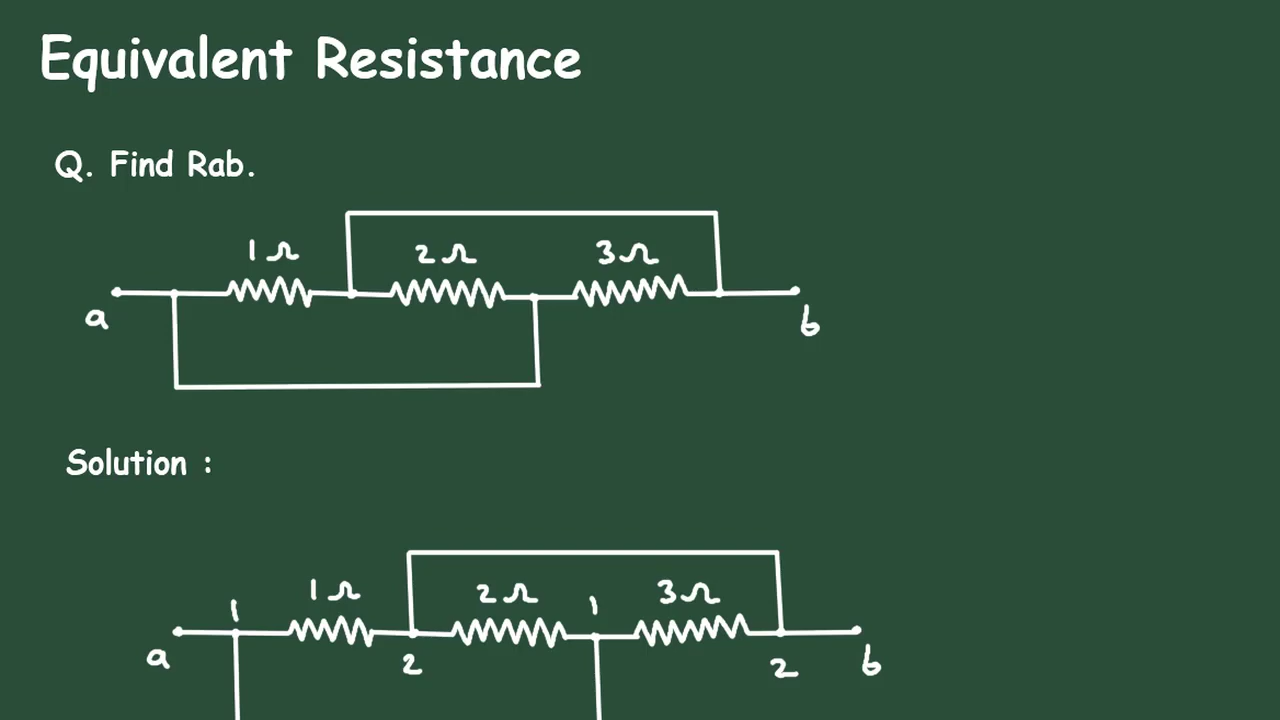 Equivalent Resistance
Q. Find Rab.
1Ω 2Ω 3Ω
a b
Solution :
1Ω 2Ω 1 3Ω
1
a 2 2 b